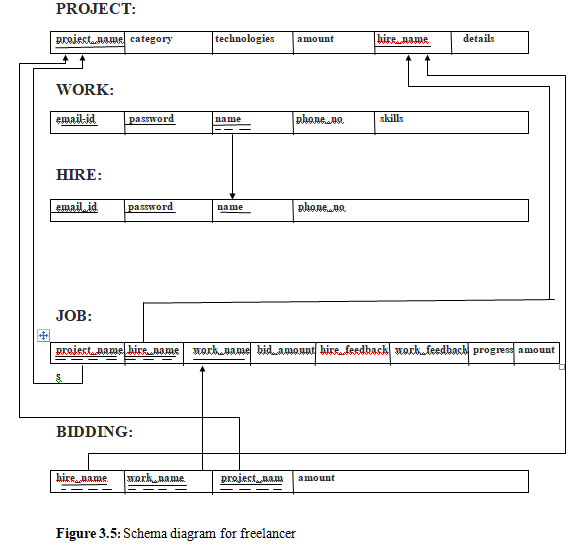 PROJECT:
project_name category technologies amount hire_name details
WORK:
email-id password name phone_no skills
HIRE:
email_id password name phone_no
JOB:
project_name hire_name work_name bid_amount hire_feedback work_feedback progress amount
s
BIDDING:
hire_name work_name project_nam amount
Figure 3.5: Schema diagram for freelancer